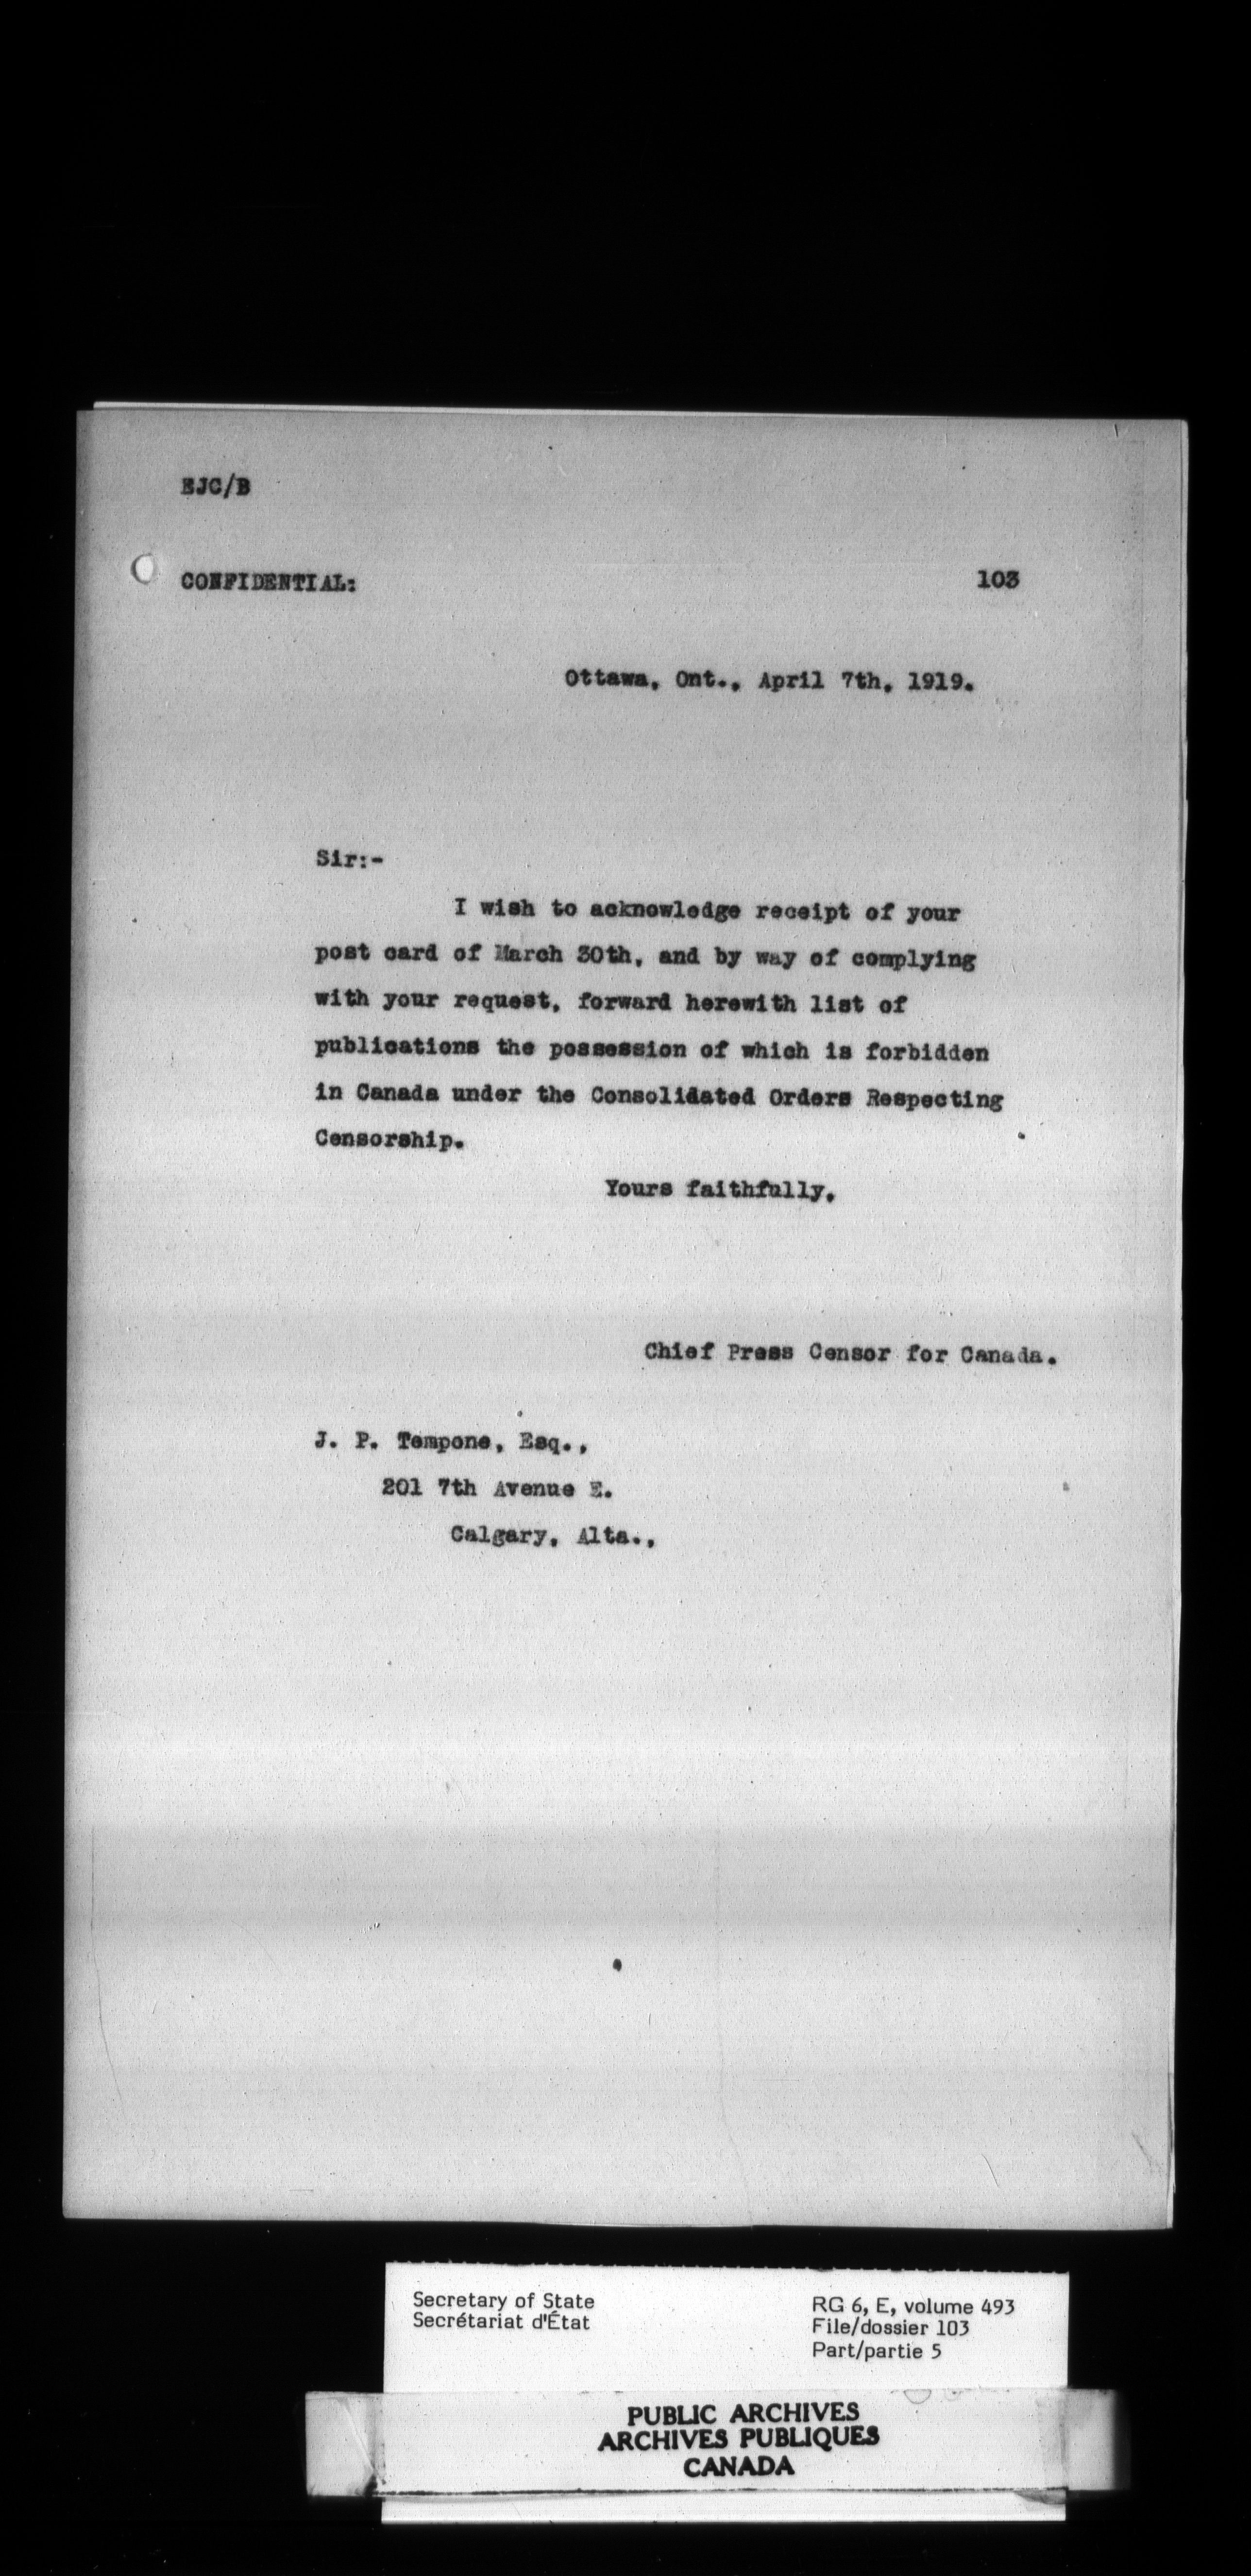 EJC/B
CONFIDENTIAL: 103
Ottawa, Ont., April 7th, 1919.
Sir:-
I wish to acknowledge receipt of your
post card of March 30th, and by way of complying
with your request, forward herewith list of
publications the possession of which is forbidden
in Canada under the Consolidated Orders Respecting
Censorship.
Yours faithfully,
Chief Press Censor for Canada.
J. P. Tempone, Esq.,
201 7th Avenue E.
Calgary, Alta.,
Secretary of State
Secrétariat d'État
RG 6, E, volume 493
File/dossier 103
Part/partie 5
PUBLIC ARCHIVES
ARCHIVES PUBLIQUES
CANADA